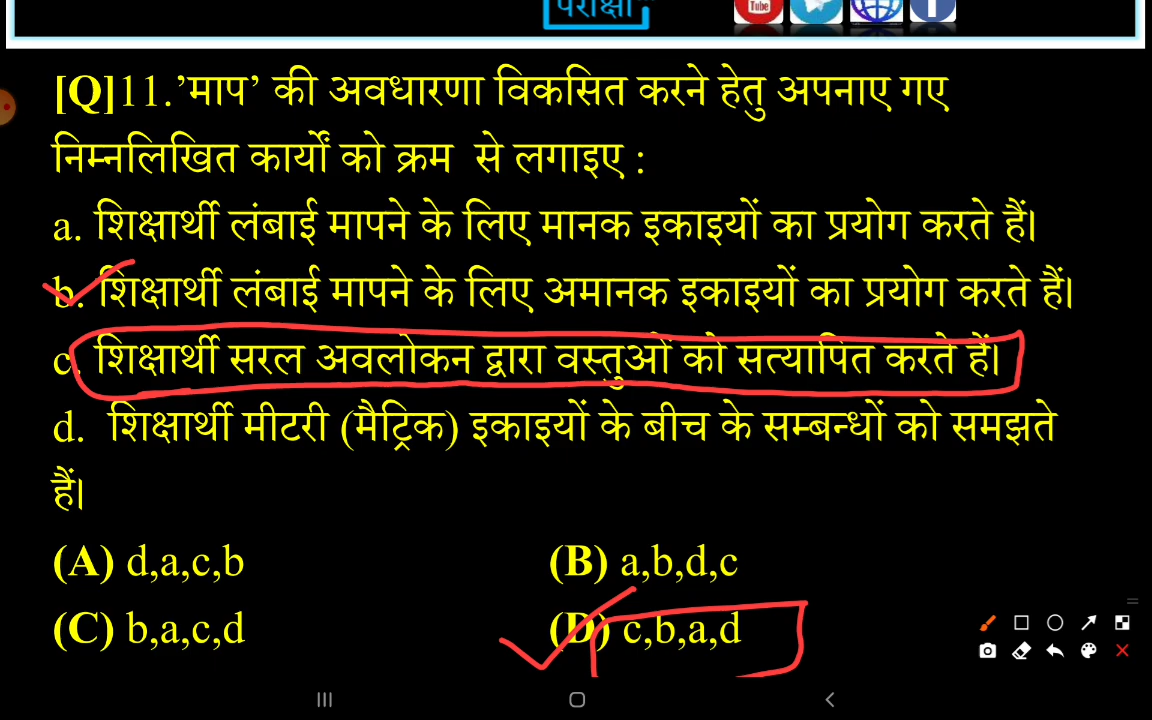 परीक्षा
Tube
[Q]11.’माप’ की अवधारणा विकसित करने हेतु अपनाए गए
निम्नलिखित कार्यों को क्रम से लगाइए :
a. शिक्षार्थी लंबाई मापने के लिए मानक इकाइयों का प्रयोग करते हैं।
b. शिक्षार्थी लंबाई मापने के लिए अमानक इकाइयों का प्रयोग करते हैं।
c. शिक्षार्थी सरल अवलोकन द्वारा वस्तुओं को सत्यापित करते हैं।
d. शिक्षार्थी मीटरी (मैट्रिक) इकाइयों के बीच के सम्बन्धों को समझते
हैं।
(A) d,a,c,b (B) a,b,d,c
(C) b,a,c,d (D) c,b,a,d